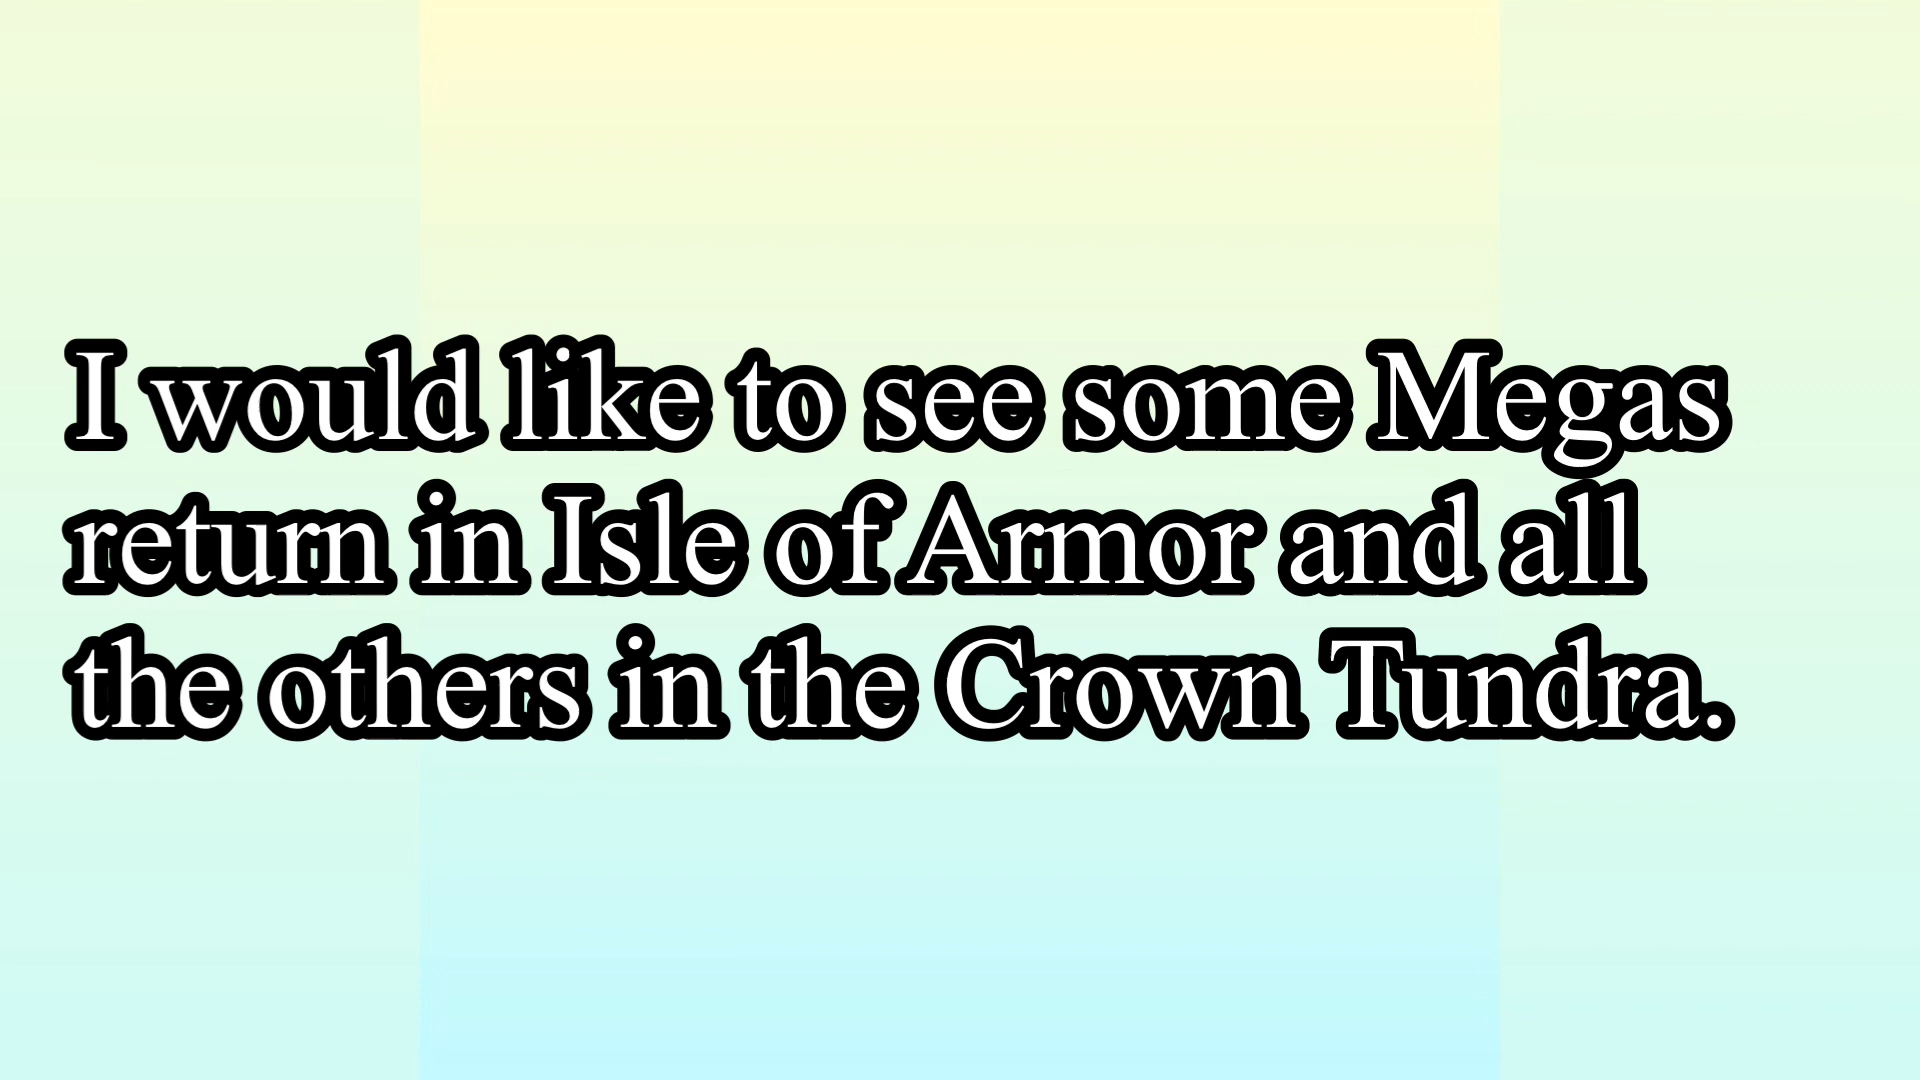 I would like to see some Megas
return in Isle of Armor and all
the others in the Crown Tundra.